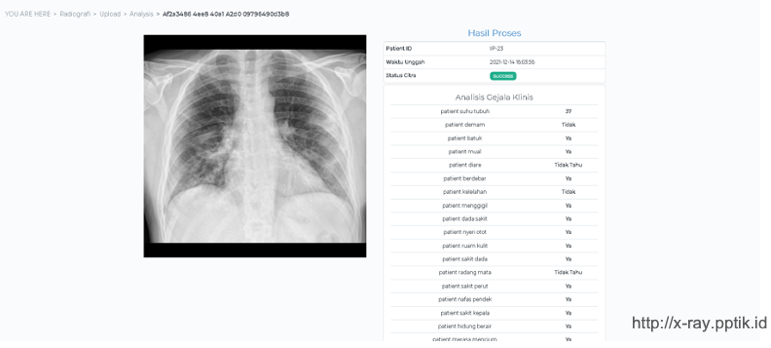 YOU ARE HERE > Radiografi > Upload > Analysis > Af2a3486 4ee8 40a1 A2d0 09796490d3b8
Hasil Proses
Patient ID IIP-23
Waktu Unggah 2021-12-14 16:03:56
Status Citra success
Analisis Gejala Klinis
patient suhu tubuh 37
patient demam Tidak
patient batuk Ya
patient mual Ya
patient diare Tidak Tahu
patient berdebar Ya
patient kelelahan Tidak
patient menggigil Ya
patient dada sakit Ya
patient nyeri otot Ya
patient ruam kulit Ya
patient sakit dada Ya
patient radang mata Tidak Tahu
patient sakit perut Ya
patient nafas pendek Ya
patient sakit kepala Ya
patient hidung berair Ya
patient merasa mencium Ya
http://x-ray.pptik.id